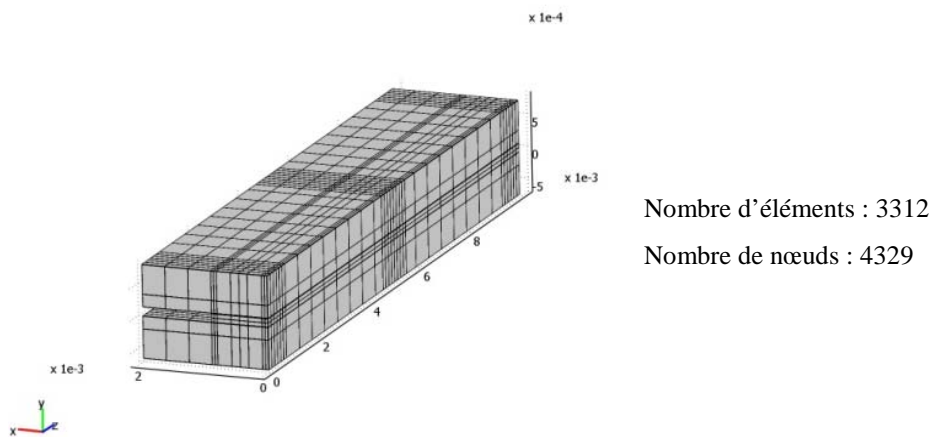 x 1e-4
5
0
-5
x 1e-3
Nombre d'éléments : 3312
Nombre de nœuds : 4329
8
6
4
2
0
x 1e-3
2
0
y
x
z